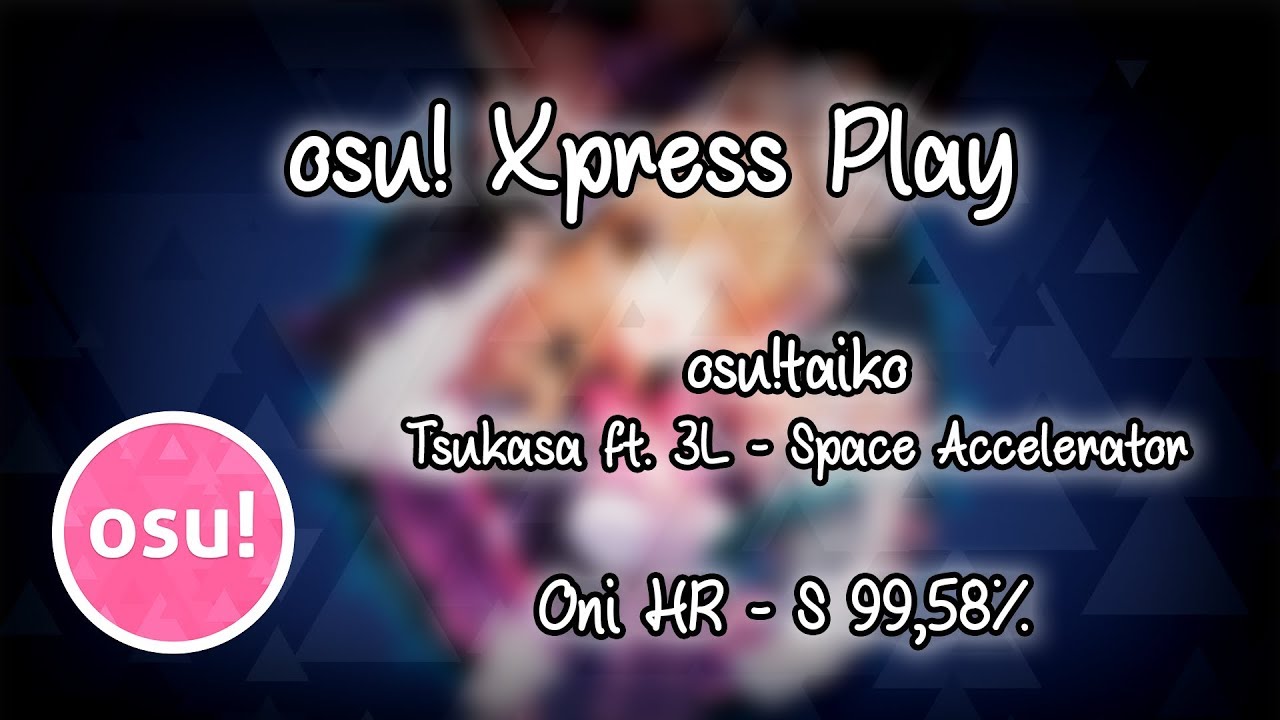 osu! Xpress Play
osu!taiko
Tsukasa ft. 3L - Space Accelerator
osu!
Oni HR - S 99,58%